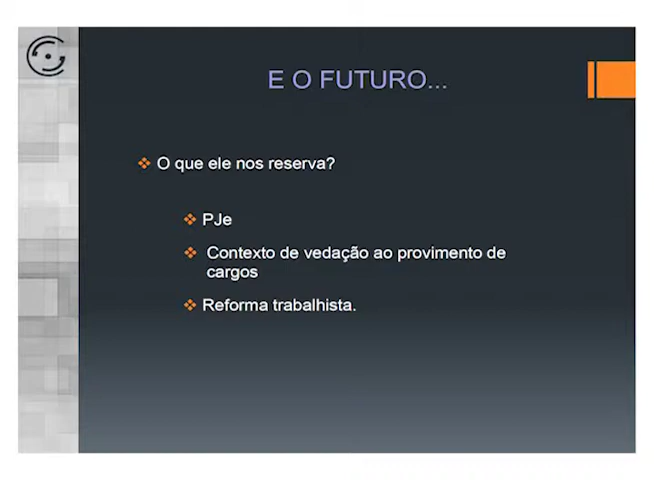 E O FUTURO...
O que ele nos reserva?
PJe
Contexto de vedação ao provimento de
cargos
Reforma trabalhista.